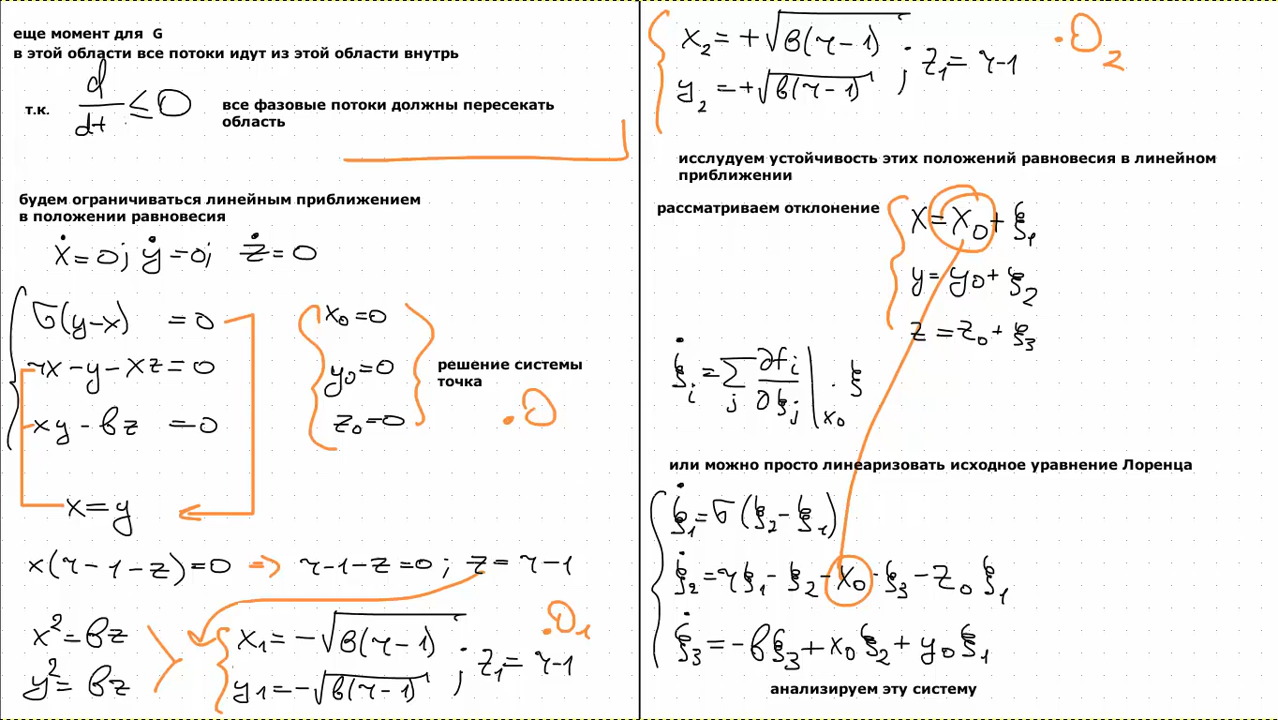 еще момент для G
в этой области все потоки идут из этой области внутрь
т.к. d/dt ≤ 0 все фазовые потоки должны пересекать
область
будем ограничиваться линейным приближением
в положении равновесия
ẋ = 0; ẏ = 0; ż = 0
σ(y-x) = 0
rx - y - xz = 0
xy - bz = 0
x₀ = 0
y₀ = 0
z₀ = 0
решение системы
точка
.O
x = y
x(r - 1 - z) = 0 => r - 1 - z = 0; z = r - 1
x² = bz
y² = bz
x₁ = -√(b(r-1))
y₁ = -√(b(r-1)) ; z₁ = r-1
.O₁
x₂ = +√(b(r-1))
y₂ = +√(b(r-1)) ; z₁ = r-1
.O₂
исслудуем устойчивость этих положений равновесия в линейном
приближении
рассматриваем отклонение
x = x₀ + ξ₁
y = y₀ + ξ₂
z = z₀ + ξ₃
ξ̇ᵢ = ∑ⱼ ∂fᵢ/∂ξⱼ |ₓ₀ · ξ
или можно просто линеаризовать исходное уравнение Лоренца
ξ̇₁ = σ(ξ₂ - ξ₁)
ξ̇₂ = rξ₁ - ξ₂ - x₀·ξ₃ - z₀ξ₁
ξ̇₃ = -bξ₃ + x₀ξ₂ + y₀ξ₁
анализируем эту систему